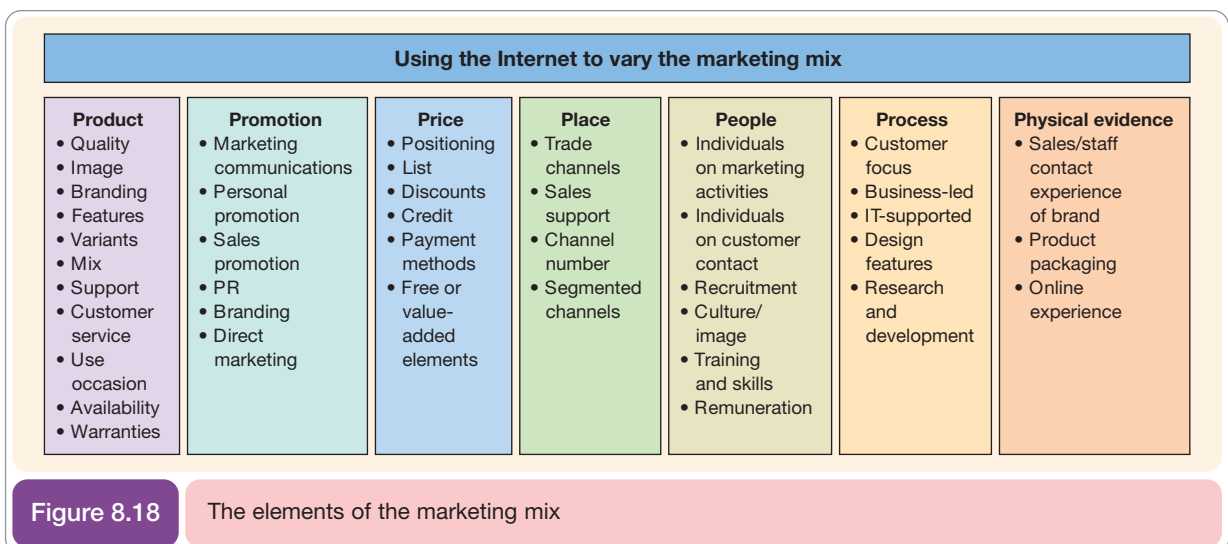 Using the Internet to vary the marketing mix
Product
• Quality
• Image
• Branding
• Features
• Variants
• Mix
• Support
• Customer
service
• Use
occasion
• Availability
• Warranties
Promotion
• Marketing
communications
• Personal
promotion
• Sales
promotion
• PR
• Branding
• Direct
marketing
Price
• Positioning
• List
• Discounts
• Credit
• Payment
methods
• Free or
value-
added
elements
Place
• Trade
channels
• Sales
support
• Channel
number
• Segmented
channels
People
• Individuals
on marketing
activities
• Individuals
on customer
contact
• Recruitment
• Culture/
image
• Training
and skills
• Remuneration
Process
• Customer
focus
• Business-led
• IT-supported
• Design
features
• Research
and
development
Physical evidence
• Sales/staff
contact
experience
of brand
• Product
packaging
• Online
experience
Figure 8.18
The elements of the marketing mix